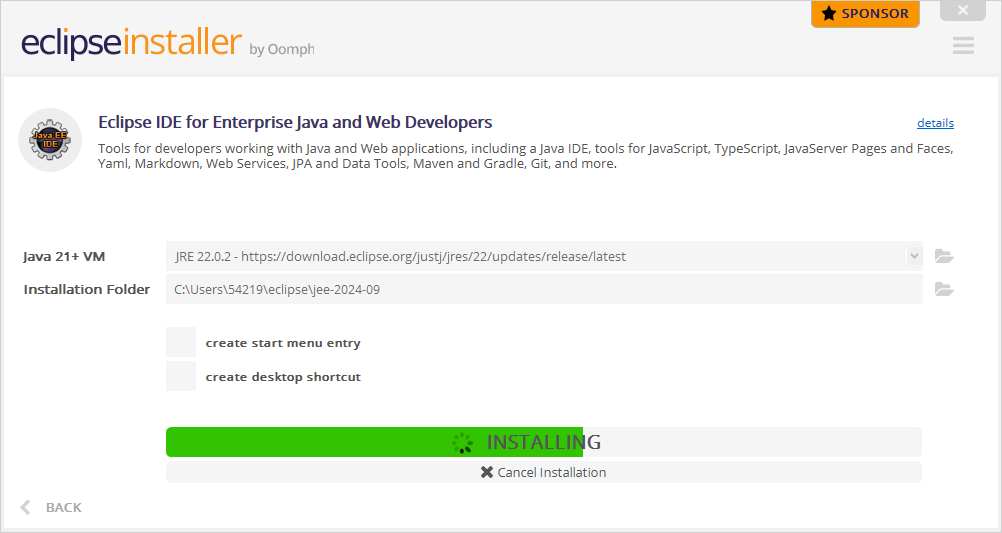 SPONSOR
eclipseinstaller by Oomph
Java EE
IDE
Eclipse IDE for Enterprise Java and Web Developers
details
Tools for developers working with Java and Web applications, including a Java IDE, tools for JavaScript, TypeScript, JavaServer Pages and Faces,
Yaml, Markdown, Web Services, JPA and Data Tools, Maven and Gradle, Git, and more.
Java 21+ VM
JRE 22.0.2 - https://download.eclipse.org/justj/jres/22/updates/release/latest
Installation Folder
C:\Users\54219\eclipse\jee-2024-09
create start menu entry
create desktop shortcut
INSTALLING
Cancel Installation
BACK